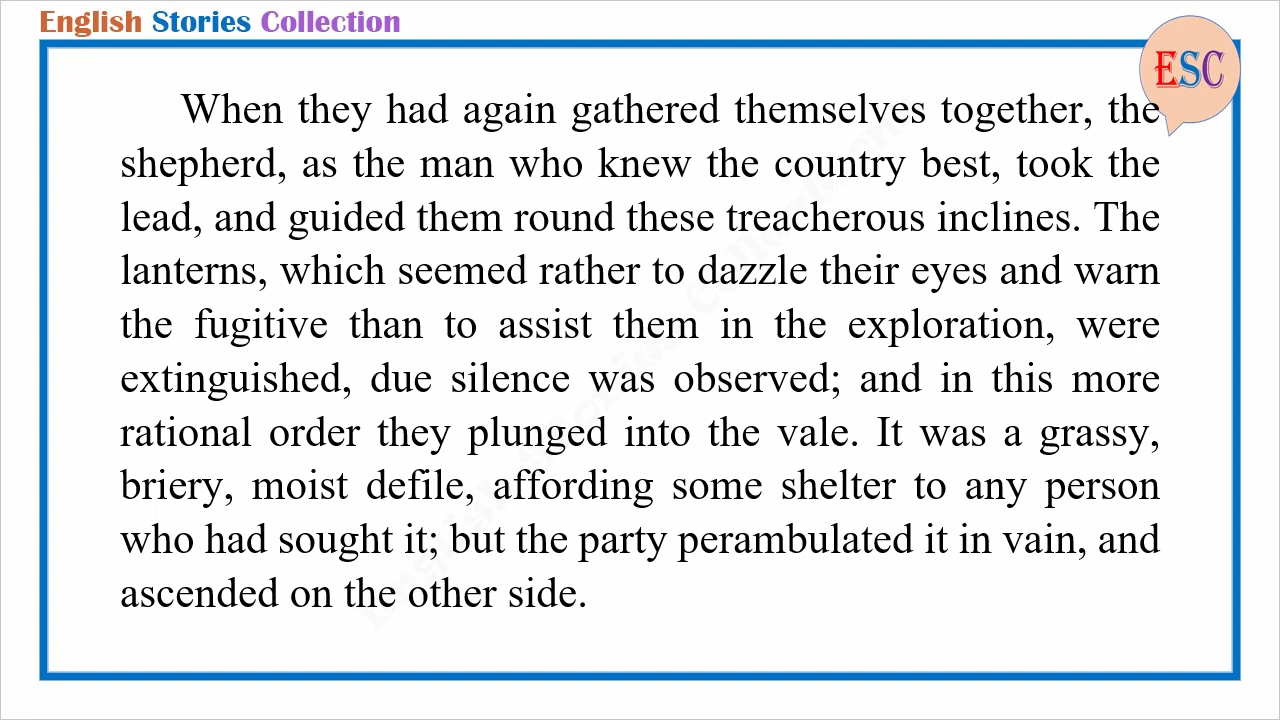 English Stories Collection
ESC
When they had again gathered themselves together, the
shepherd, as the man who knew the country best, took the
lead, and guided them round these treacherous inclines. The
lanterns, which seemed rather to dazzle their eyes and warn
the fugitive than to assist them in the exploration, were
extinguished, due silence was observed; and in this more
rational order they plunged into the vale. It was a grassy,
briery, moist defile, affording some shelter to any person
who had sought it; but the party perambulated it in vain, and
ascended on the other side.
English Stories Collection